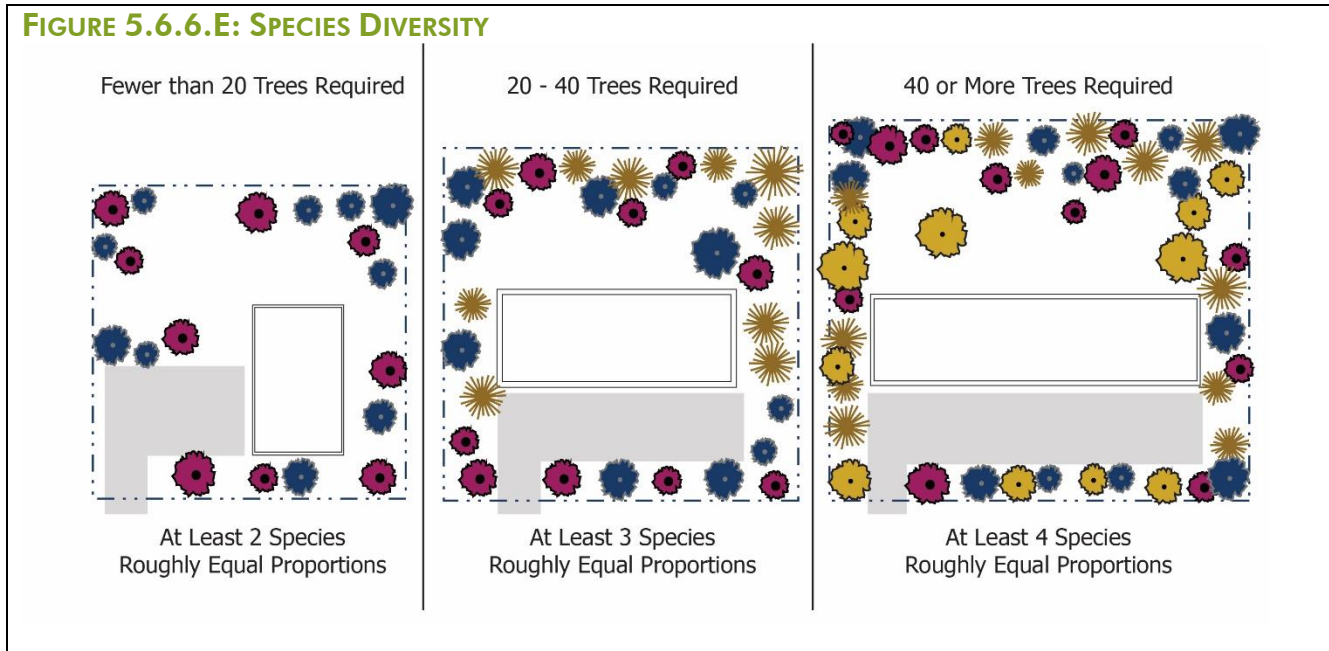 FIGURE 5.6.6.E: SPECIES DIVERSITY
Fewer than 20 Trees Required
At Least 2 Species
Roughly Equal Proportions
20 - 40 Trees Required
At Least 3 Species
Roughly Equal Proportions
40 or More Trees Required
At Least 4 Species
Roughly Equal Proportions